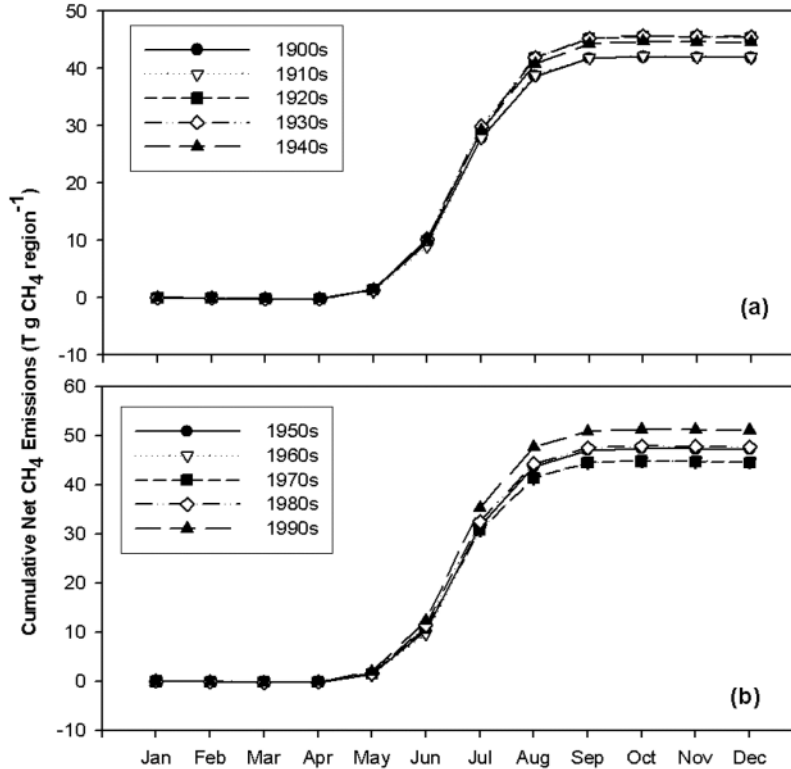 50
40
30
20
10
0
-10
1900s
1910s
1920s
1930s
1940s
(a)
Cumulative Net CH4 Emissions (T g CH4 region-1)
60
50
40
30
20
10
0
-10
1950s
1960s
1970s
1980s
1990s
(b)
Jan Feb Mar Apr May Jun Jul Aug Sep Oct Nov Dec